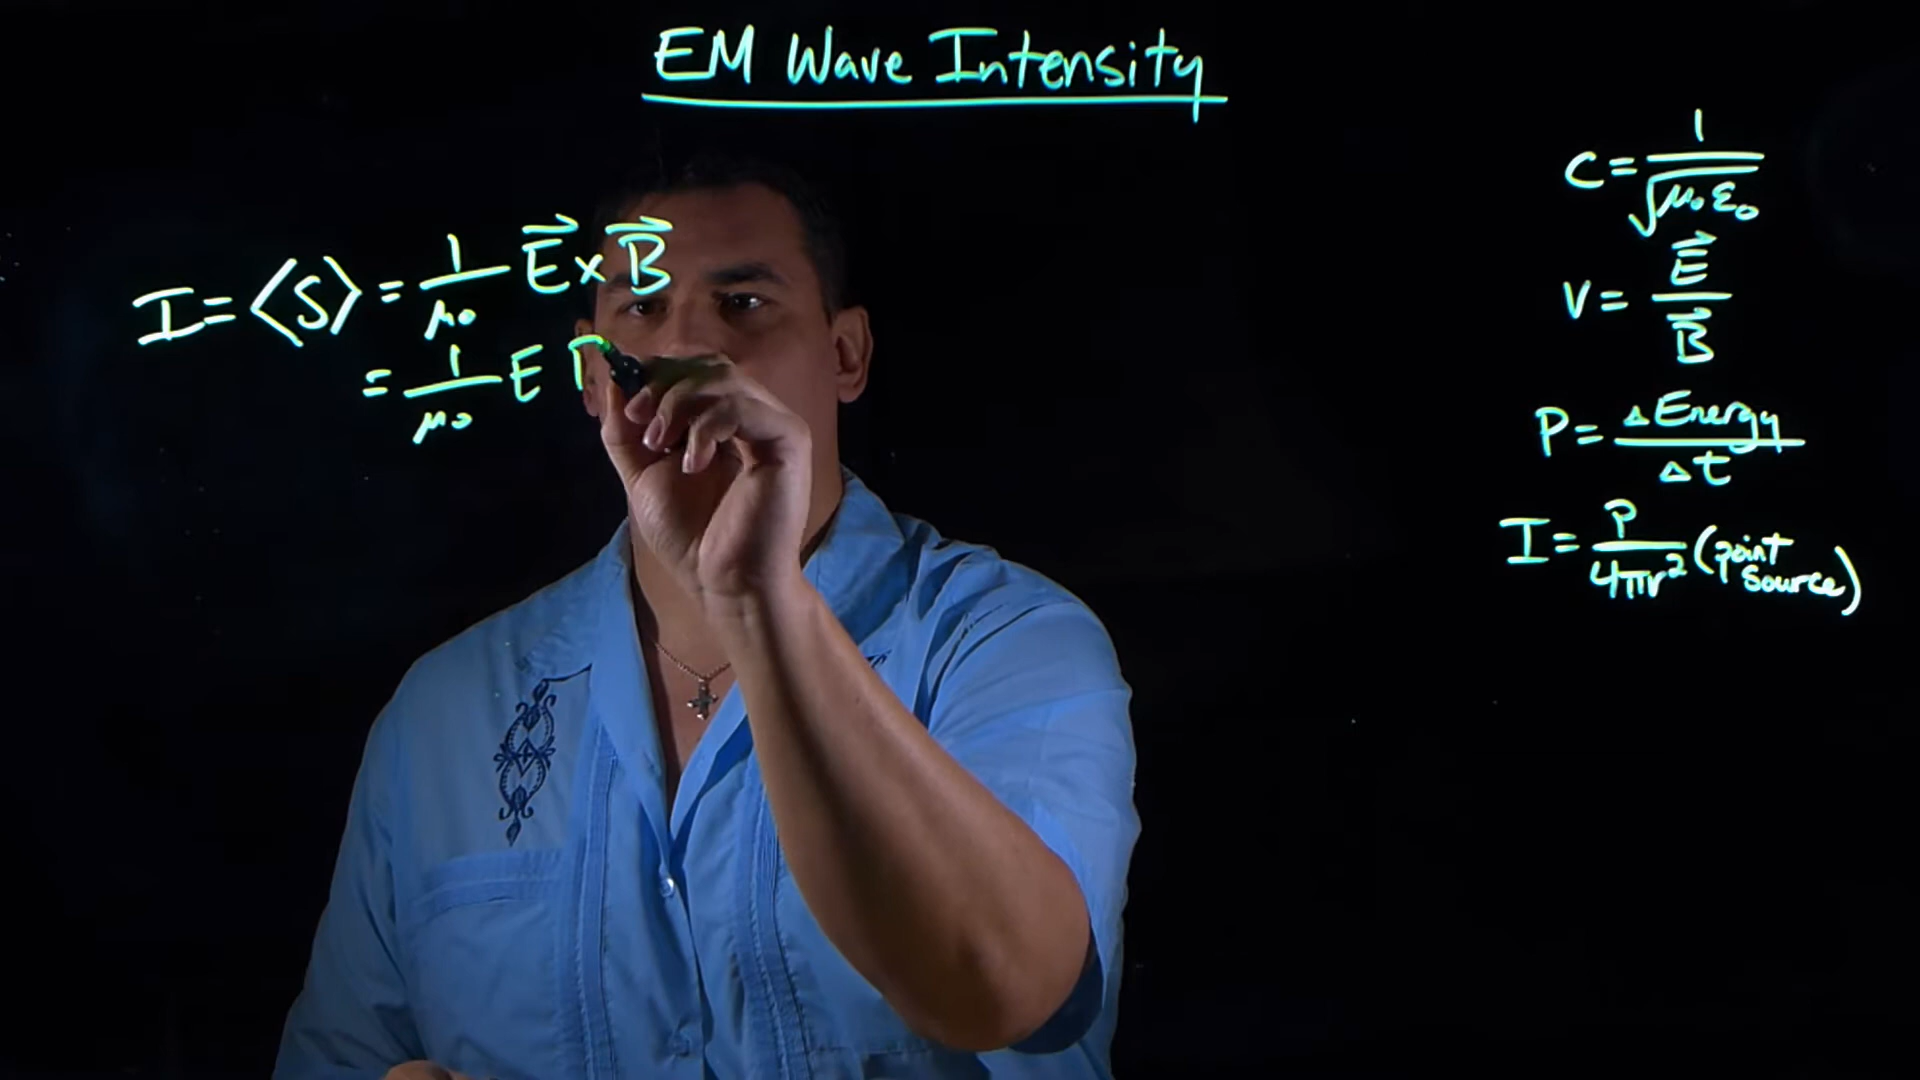 EM Wave Intensity
I = ⟨S⟩ = 1/μ₀ E⃗ × B⃗
= 1/μ₀ E
C = 1/√μ₀ε₀
V = E⃗/B⃗
P = ΔEnergy/Δt
I = P/4πr² (point source)